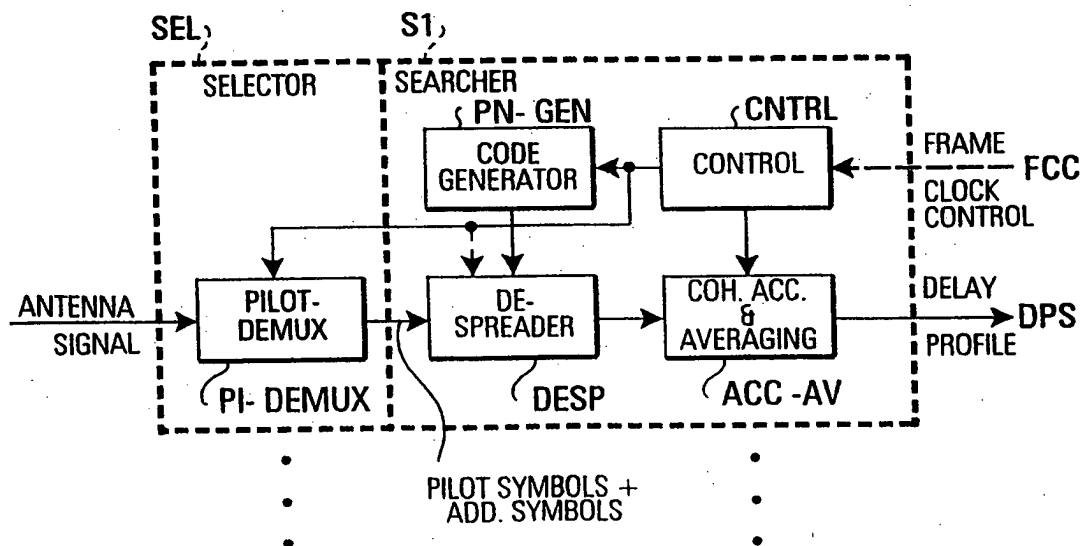 SEL
S1
SELECTOR
SEARCHER
PN- GEN
CNTRL
CODE
GENERATOR
CONTROL
FRAME
FCC
CLOCK
CONTROL
ANTENNA
SIGNAL
PILOT-
DEMUX
DE-
SPREADER
COH. ACC.
&
AVERAGING
DELAY
DPS
PROFILE
PI- DEMUX
DESP
ACC -AV
PILOT SYMBOLS +
ADD. SYMBOLS